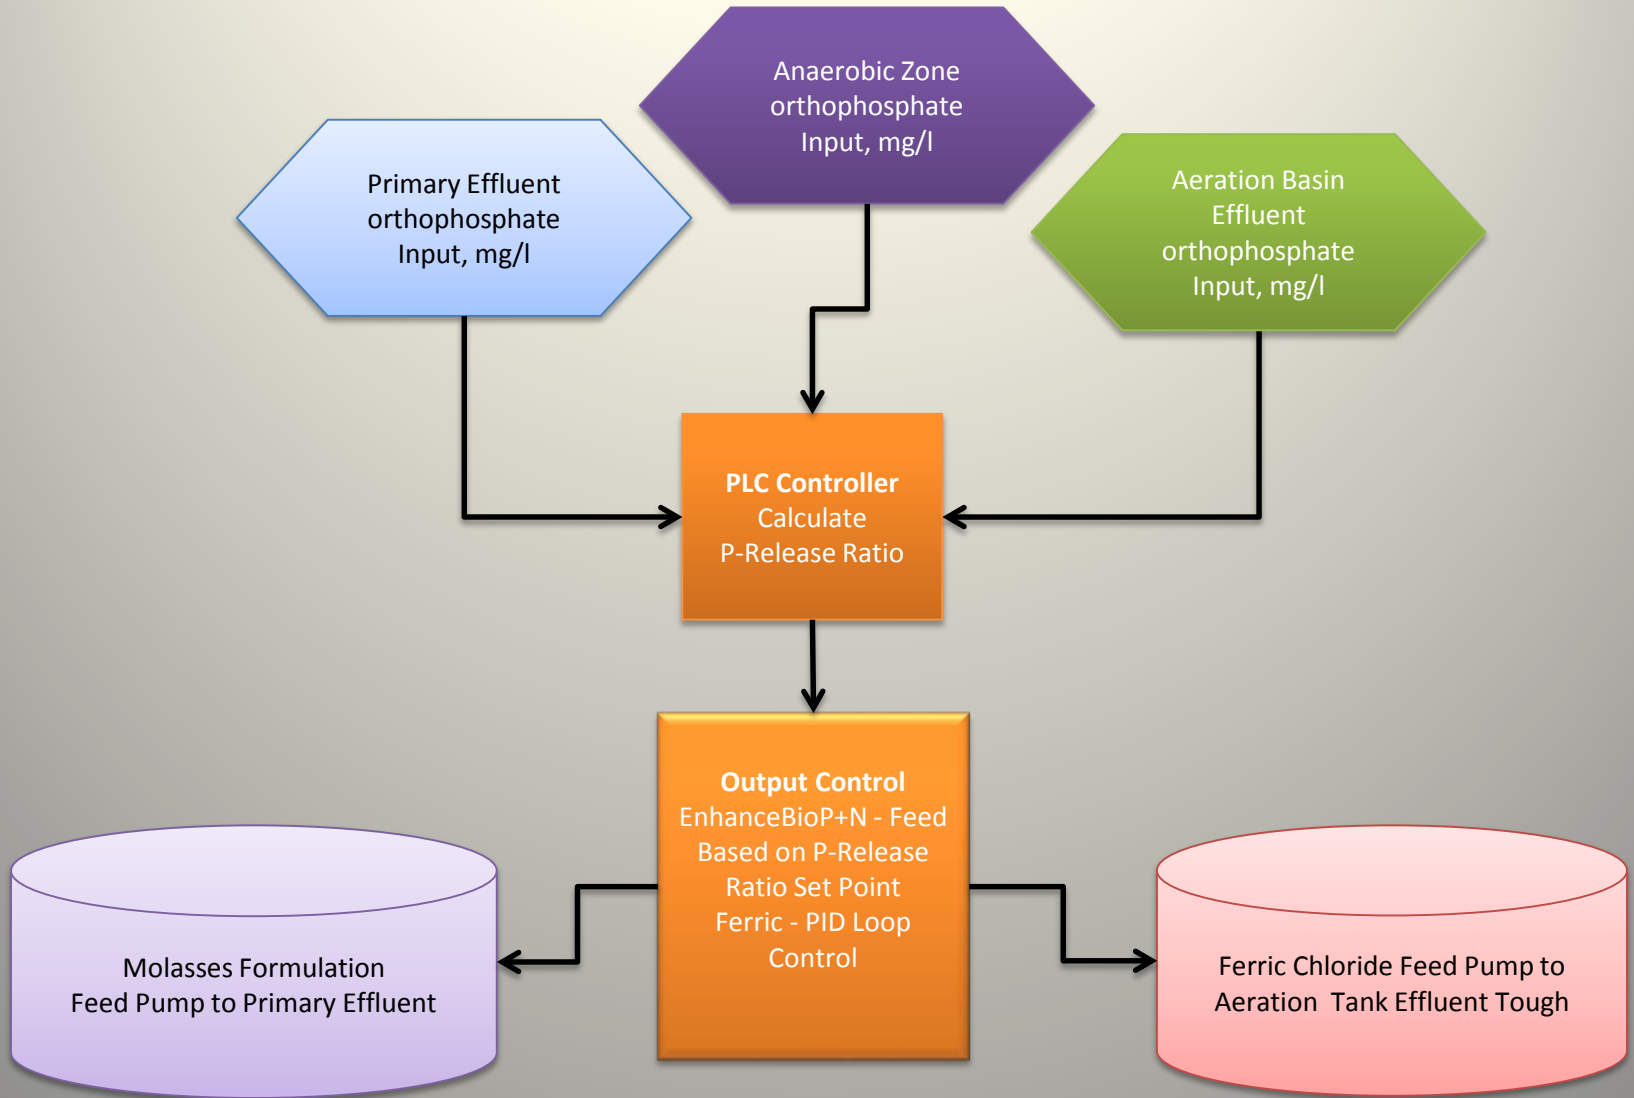 Anaerobic Zone
orthophosphate
Input, mg/l
Primary Effluent
orthophosphate
Input, mg/l
Aeration Basin
Effluent
orthophosphate
Input, mg/l
PLC Controller
Calculate
P-Release Ratio
Output Control
EnhanceBioP+N - Feed
Based on P-Release
Ratio Set Point
Ferric - PID Loop
Control
Molasses Formulation
Feed Pump to Primary Effluent
Ferric Chloride Feed Pump to
Aeration  Tank Effluent Tough